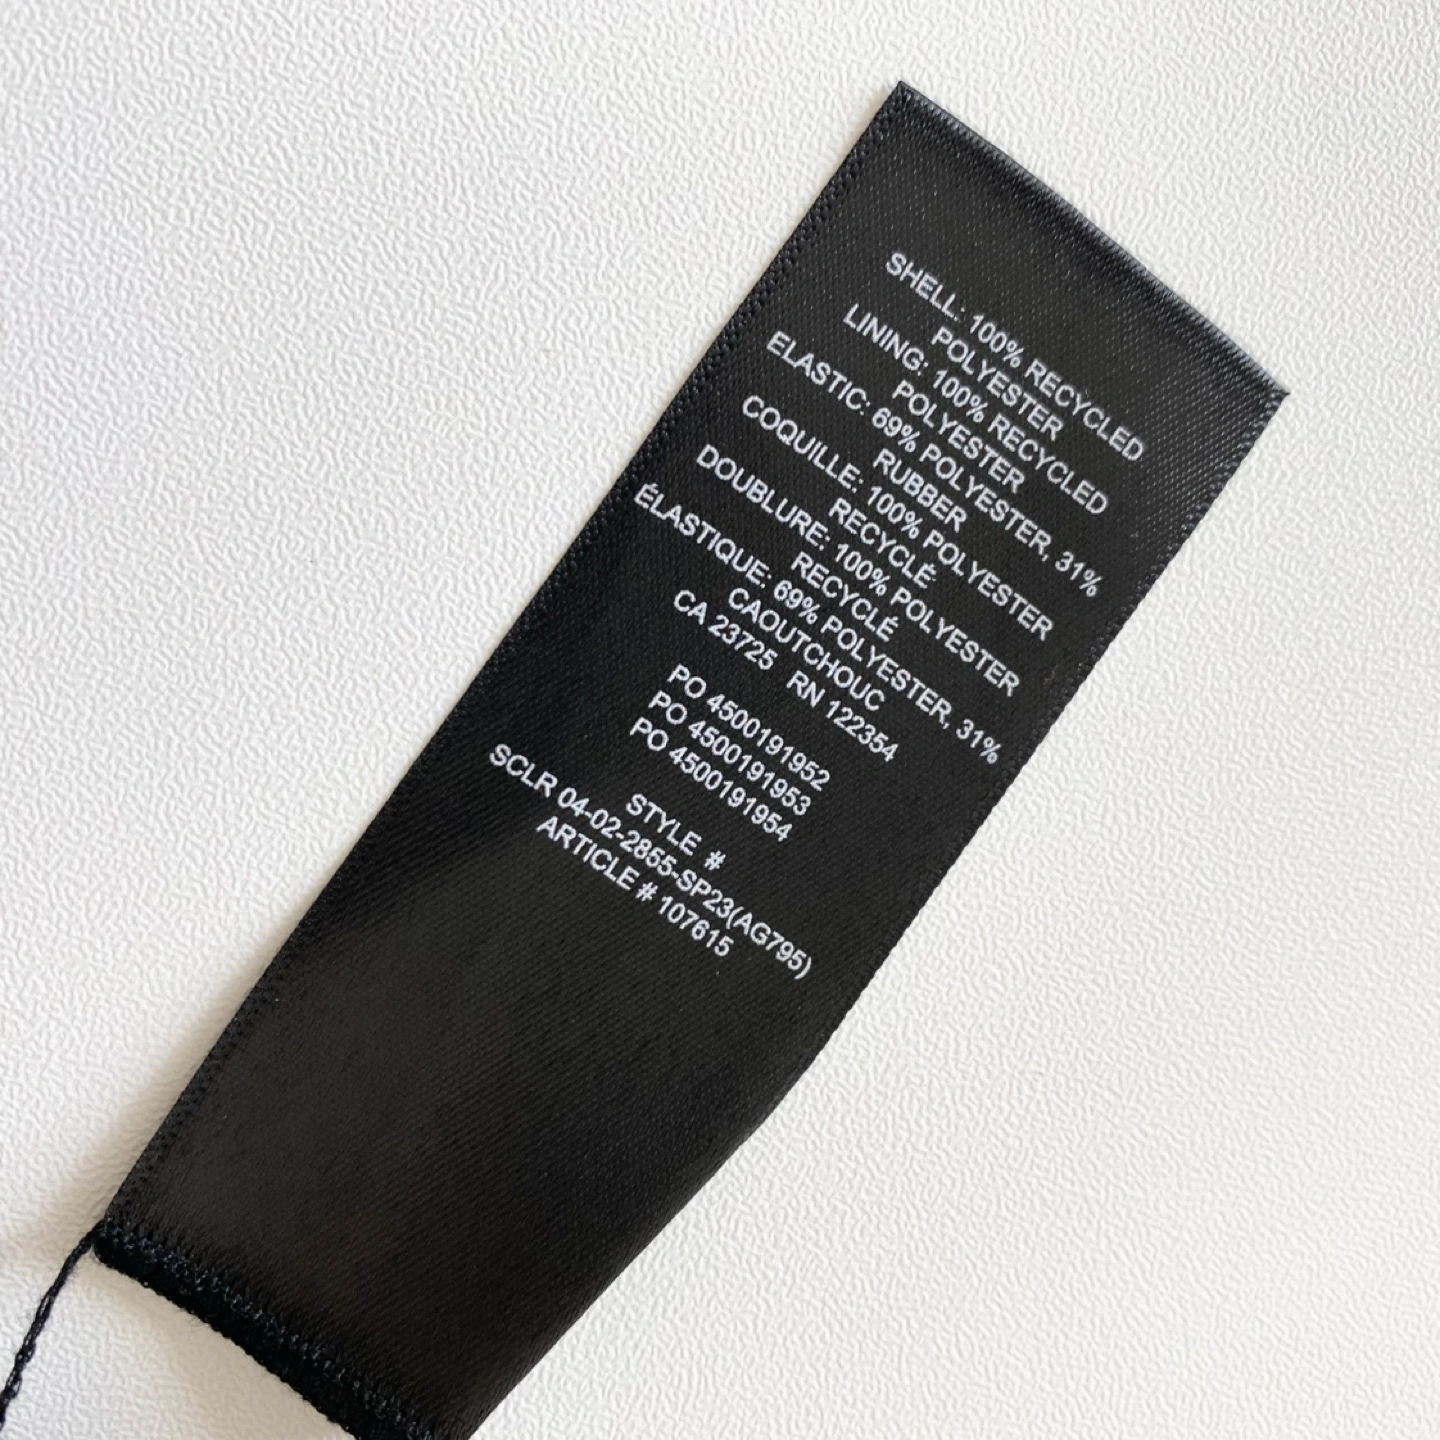 SHELL: 100% RECYCLED
POLYESTER
LINING: 100% RECYCLED
POLYESTER
ELASTIC: 69% POLYESTER, 31%
RUBBER
COQUILLE: 100% POLYESTER
RECYCLÉ
DOUBLURE: 100% POLYESTER
RECYCLÉ
ÉLASTIQUE: 69% POLYESTER, 31%
CAOUTCHOUC
CA 23725 RN 122354
PO 4500191952
PO 4500191953
PO 4500191954
STYLE #
SCLR 04-02-2855-SP23(AG795)
ARTICLE # 107615